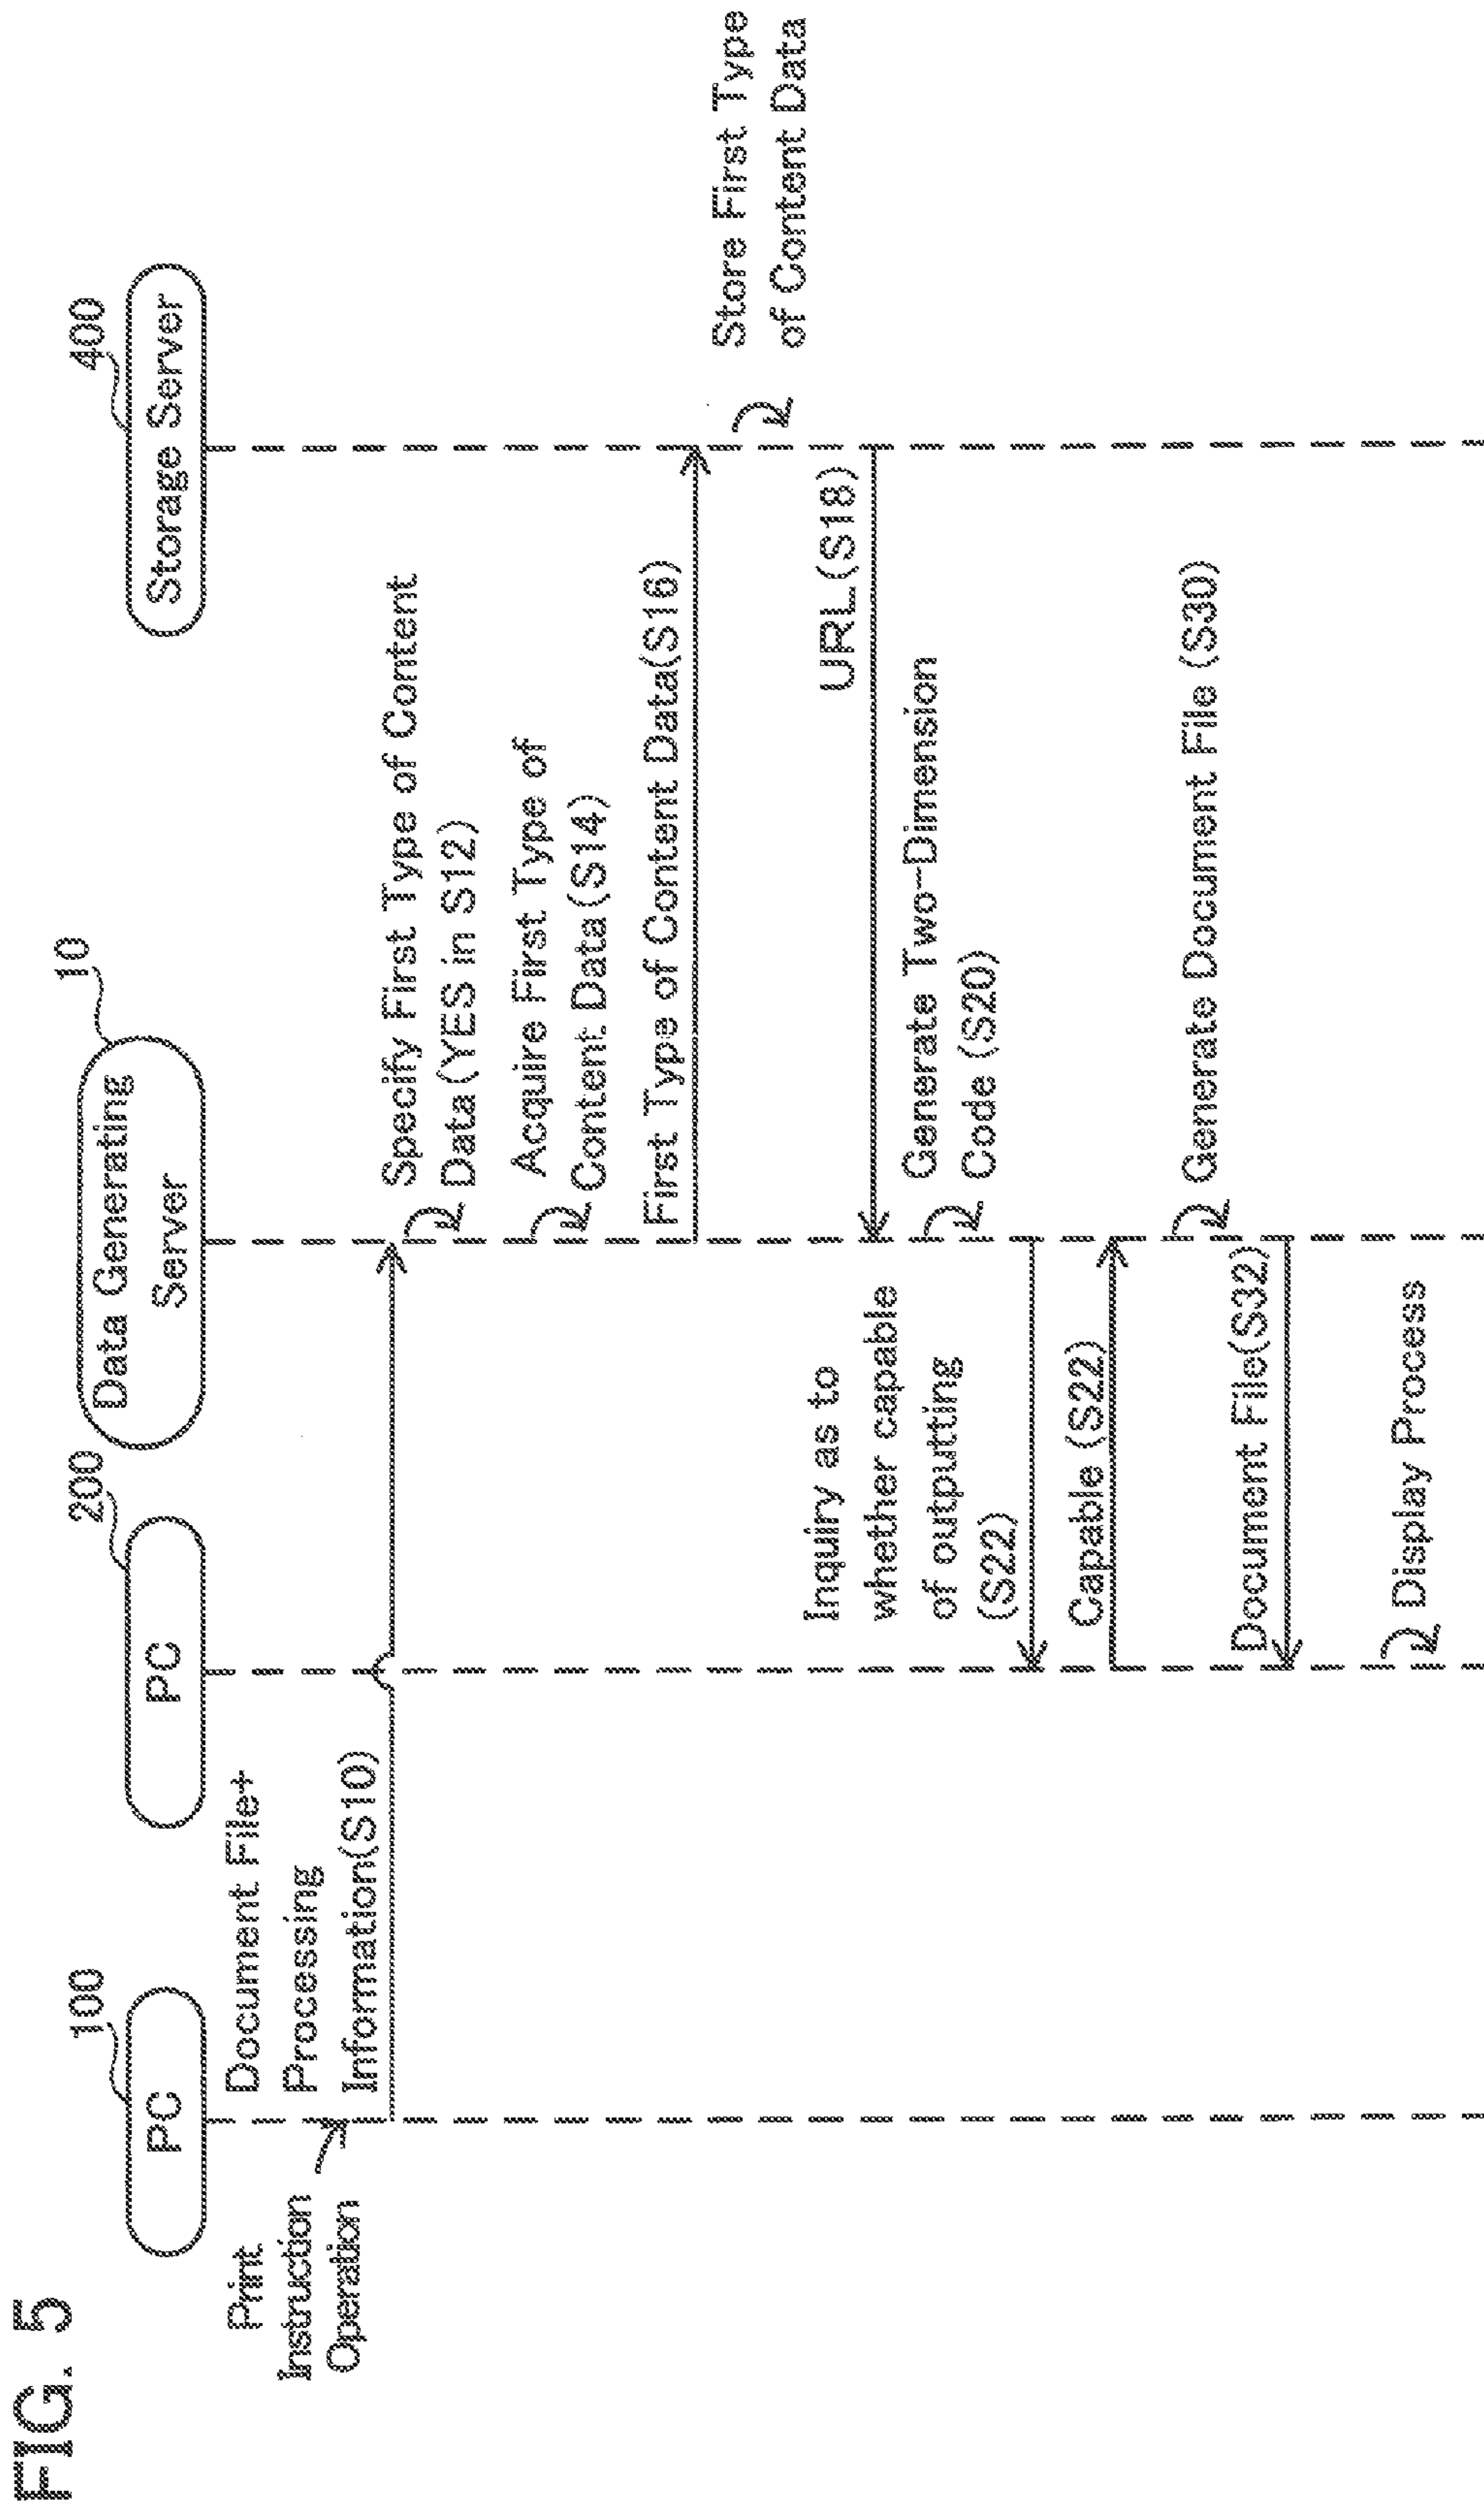 FIG. 5
100
PC
200
PC
10
Data Generating
Server
400
Storage Server
Print
Instruction
Operation
Document File+
Processing
Information(S10)
Specify First Type of Content
Data(YES in S12)
Acquire First Type of
Content Data(S14)
First Type of Content Data(S16)
Store First Type
of Content Data
URL(S18)
Generate Two-Dimension
Code (S20)
Inquiry as to
whether capable
of outputting
(S22)
Capable (S22)
Generate Document File (S30)
Document File(S32)
Display Process